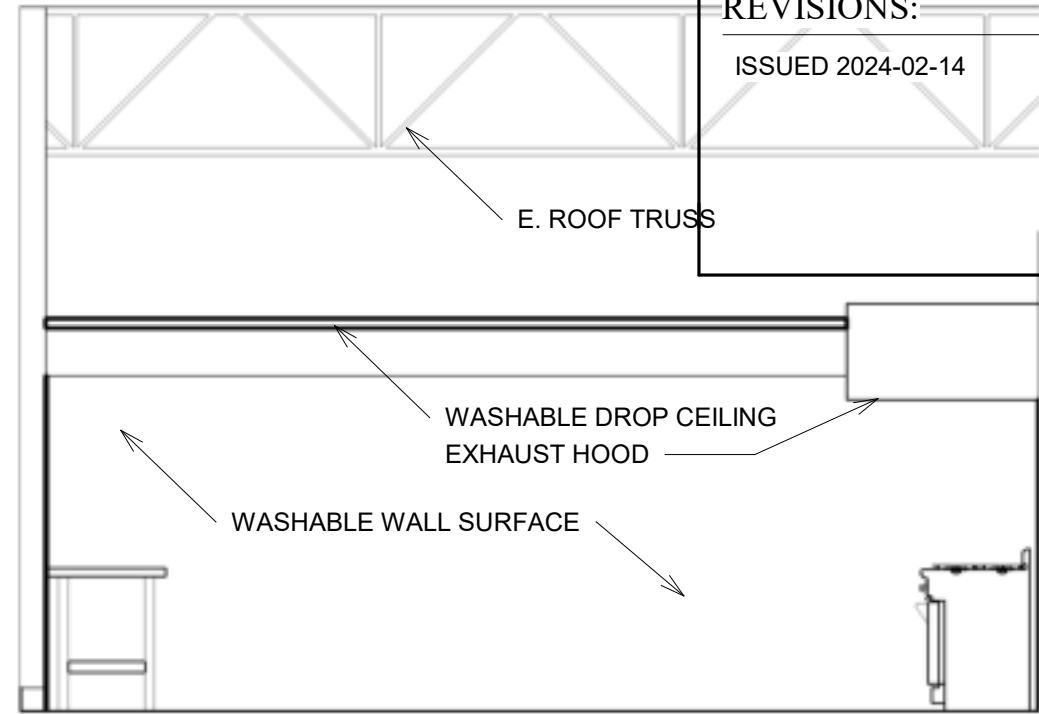 REVISIONS:
ISSUED 2024-02-14
E. ROOF TRUSS
WASHABLE DROP CEILING
EXHAUST HOOD
WASHABLE WALL SURFACE